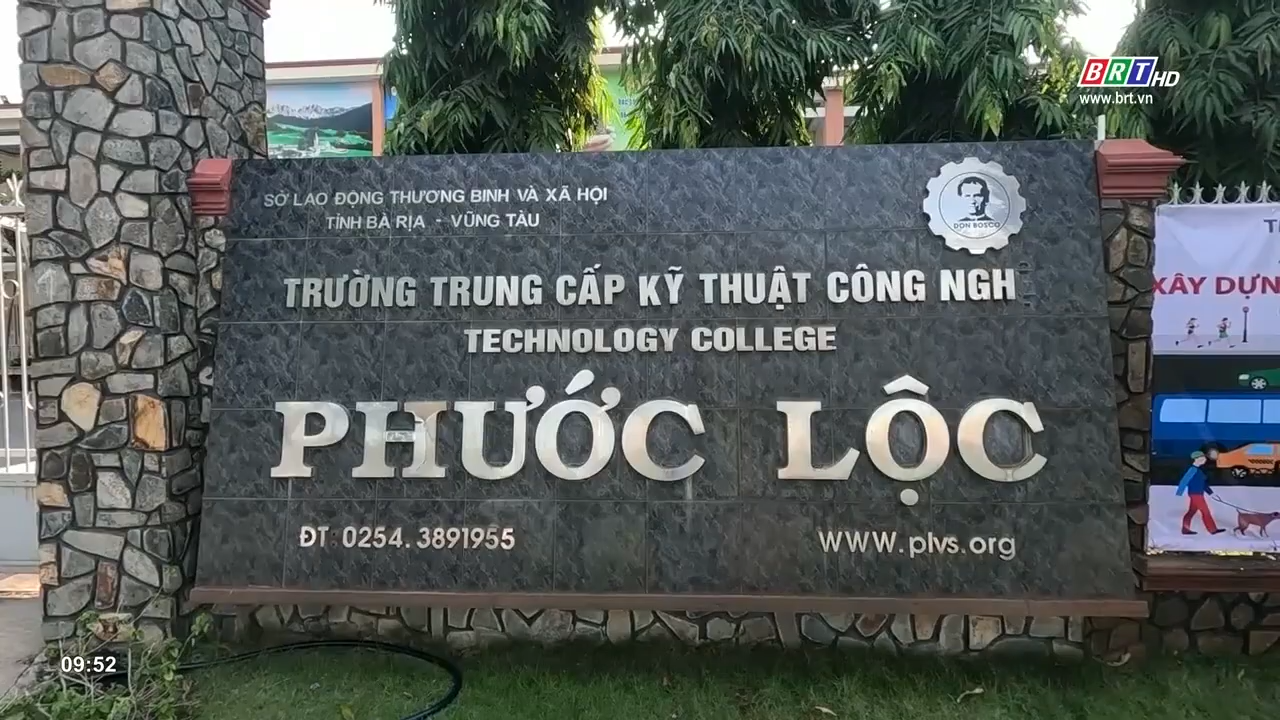 BRT HD
www.brt.vn
SỞ LAO ĐỘNG THƯƠNG BINH VÀ XÃ HỘI
TỈNH BÀ RỊA - VŨNG TÀU
DON BOSCO
TRƯỜNG TRUNG CẤP KỸ THUẬT CÔNG NGH
TECHNOLOGY COLLEGE
PHƯỚC LỘC
ĐT: 0254.3891955
WWW.plvs.org
XÂY DỰN
09:52